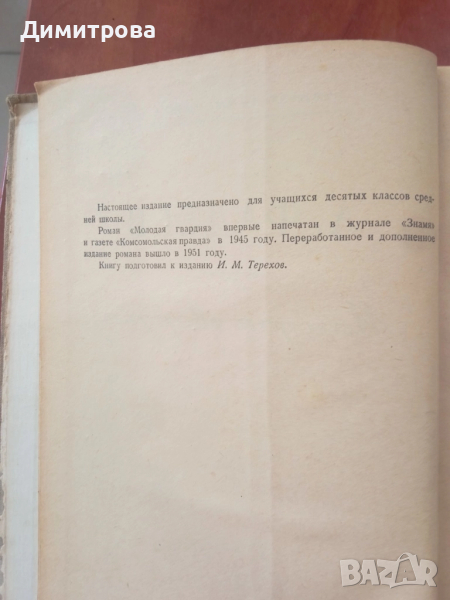 Димитрова
Настоящее издание предназначено для учащихся десятых классов сред-
ней школы.
Роман «Молодая гвардия» впервые напечатан в журнале «Знамя»
и газете «Комсомольская правда» в 1945 году. Переработанное и дополненное
издание романа вышло в 1951 году.
Книгу подготовил к изданию И. М. Терехов.
BAZAR